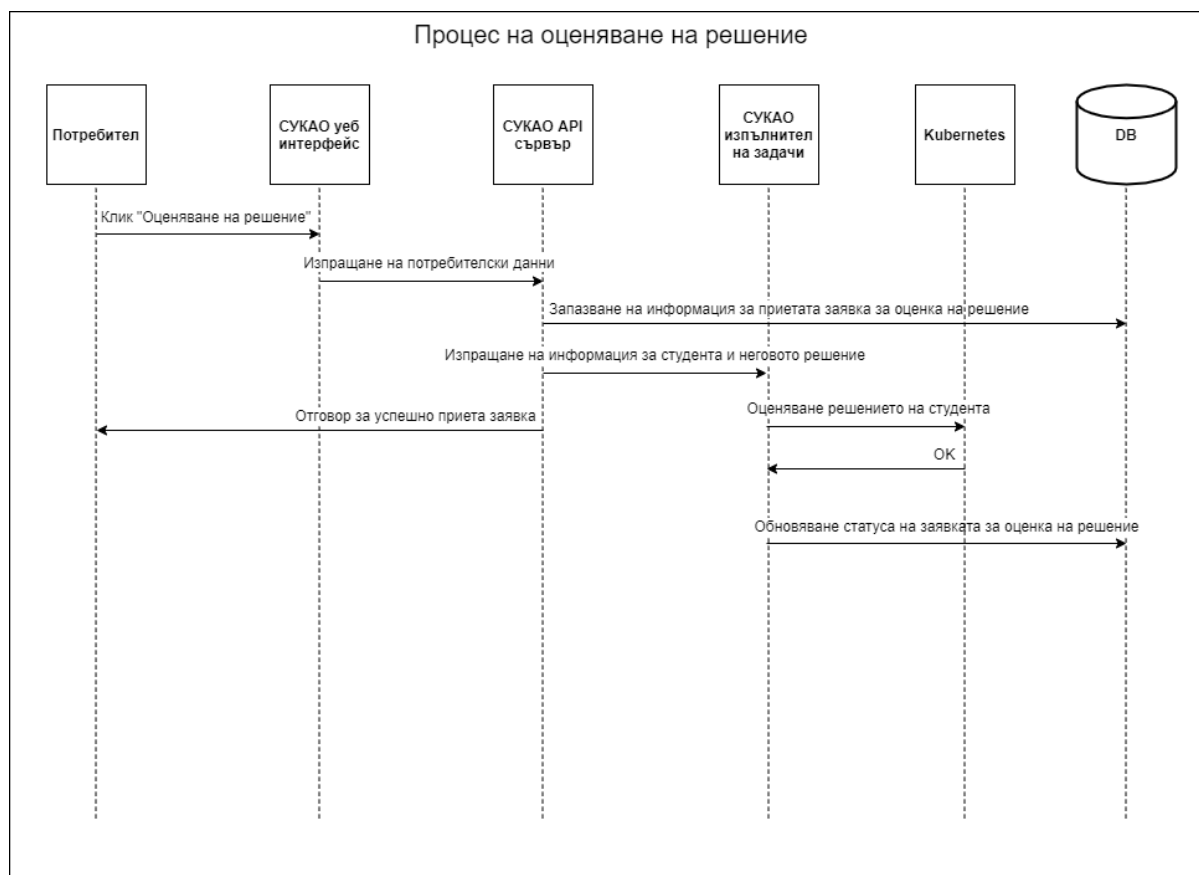 Процес на оценяване на решение
Потребител
СУКАО уеб
интерфейс
СУКАО API
сървър
СУКАО
изпълнител
на задачи
Kubernetes
DB
Клик "Оценяване на решение"
Изпращане на потребителски данни
Запазване на информация за приетата заявка за оценка на решение
Изпращане на информация за студента и неговото решение
Оценяване решението на студента
Отговор за успешно приета заявка
OK
Обновяване статуса на заявката за оценка на решение